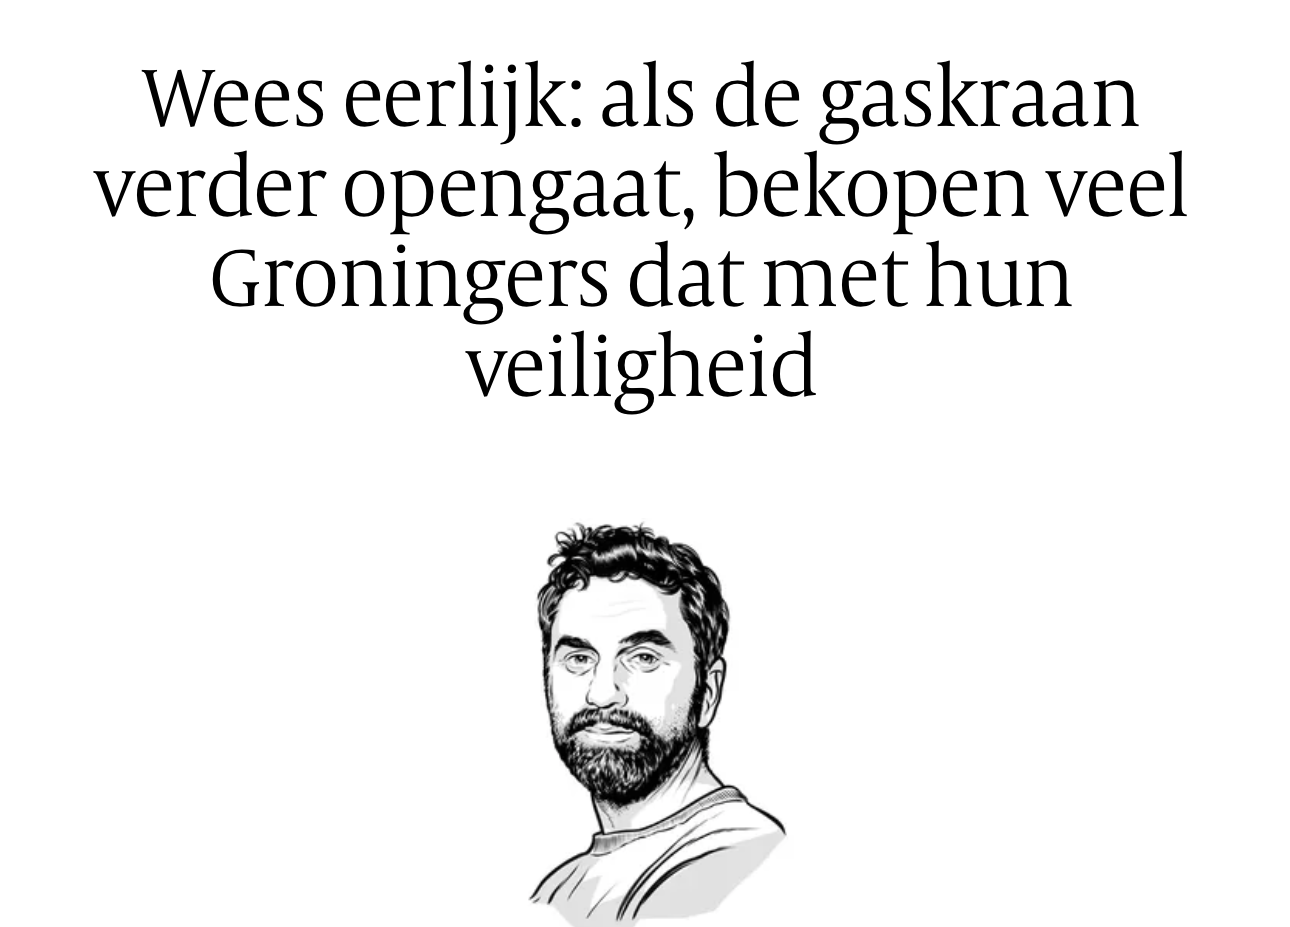 Wees eerlijk: als de gaskraan
verder opengaat, bekopen veel
Groningers dat met hun
veiligheid